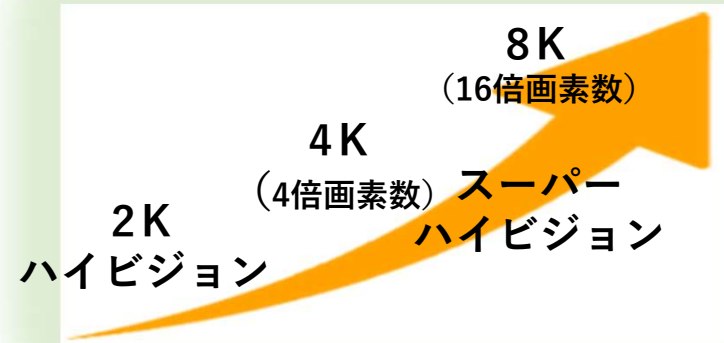 8K
（16倍画素数）
4K
（4倍画素数）
スーパー
ハイビジョン
2K
ハイビジョン